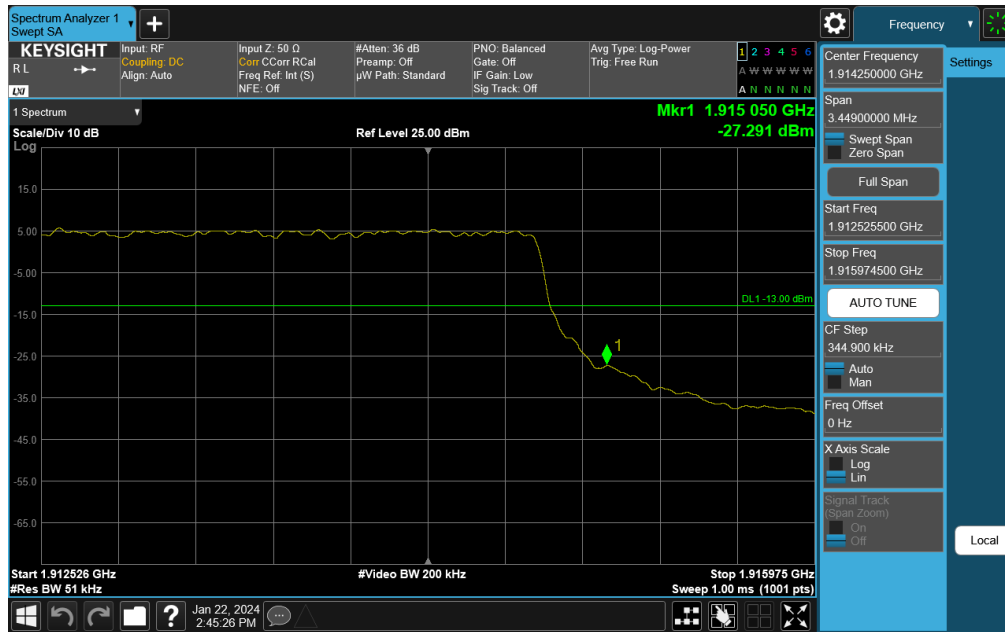 Spectrum Analyzer 1
Swept SA
+
Frequency
KEYSIGHT
R L
LXI
Input: RF
Coupling: DC
Align: Auto
Input Z: 50 Ω
Corr CCorr RCal
Freq Ref: Int (S)
NFE: Off
#Atten: 36 dB
Preamp: Off
µW Path: Standard
PNO: Balanced
Gate: Off
IF Gain: Low
Sig Track: Off
Avg Type: Log-Power
Trig: Free Run
1 2 3 4 5 6
A W W W W W
A N N N N N
1 Spectrum
Scale/Div 10 dB
Log
Ref Level 25.00 dBm
Mkr1 1.915 050 GHz
-27.291 dBm
15.0
5.00
-5.00
DL1 -13.00 dBm
-15.0
1
-25.0
-35.0
-45.0
-55.0
-65.0
Start 1.912526 GHz
#Res BW 51 kHz
#Video BW 200 kHz
Stop 1.915975 GHz
Sweep 1.00 ms (1001 pts)
Center Frequency
1.914250000 GHz
Settings
Span
3.44900000 MHz
Swept Span
Zero Span
Full Span
Start Freq
1.912525500 GHz
Stop Freq
1.915974500 GHz
AUTO TUNE
CF Step
344.900 kHz
Auto
Man
Freq Offset
0 Hz
X Axis Scale
Log
Lin
Signal Track
(Span Zoom)
On
Off
Local
?
Jan 22, 2024
2:45:26 PM